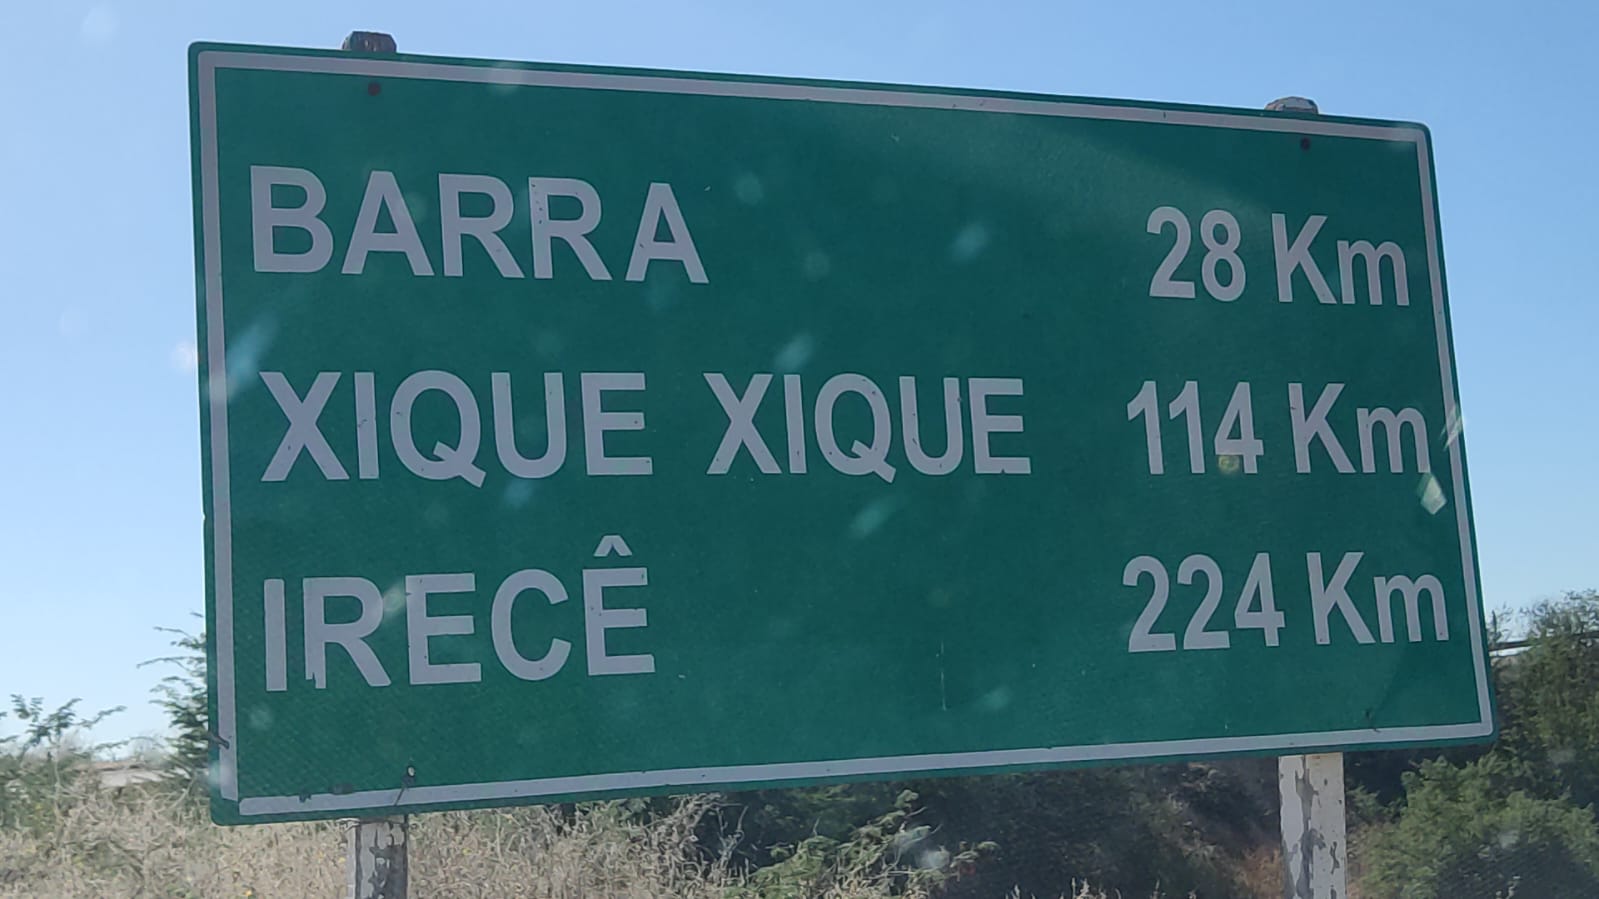 BARRA 28 Km
XIQUE XIQUE 114 Km
IRECÊ 224 Km